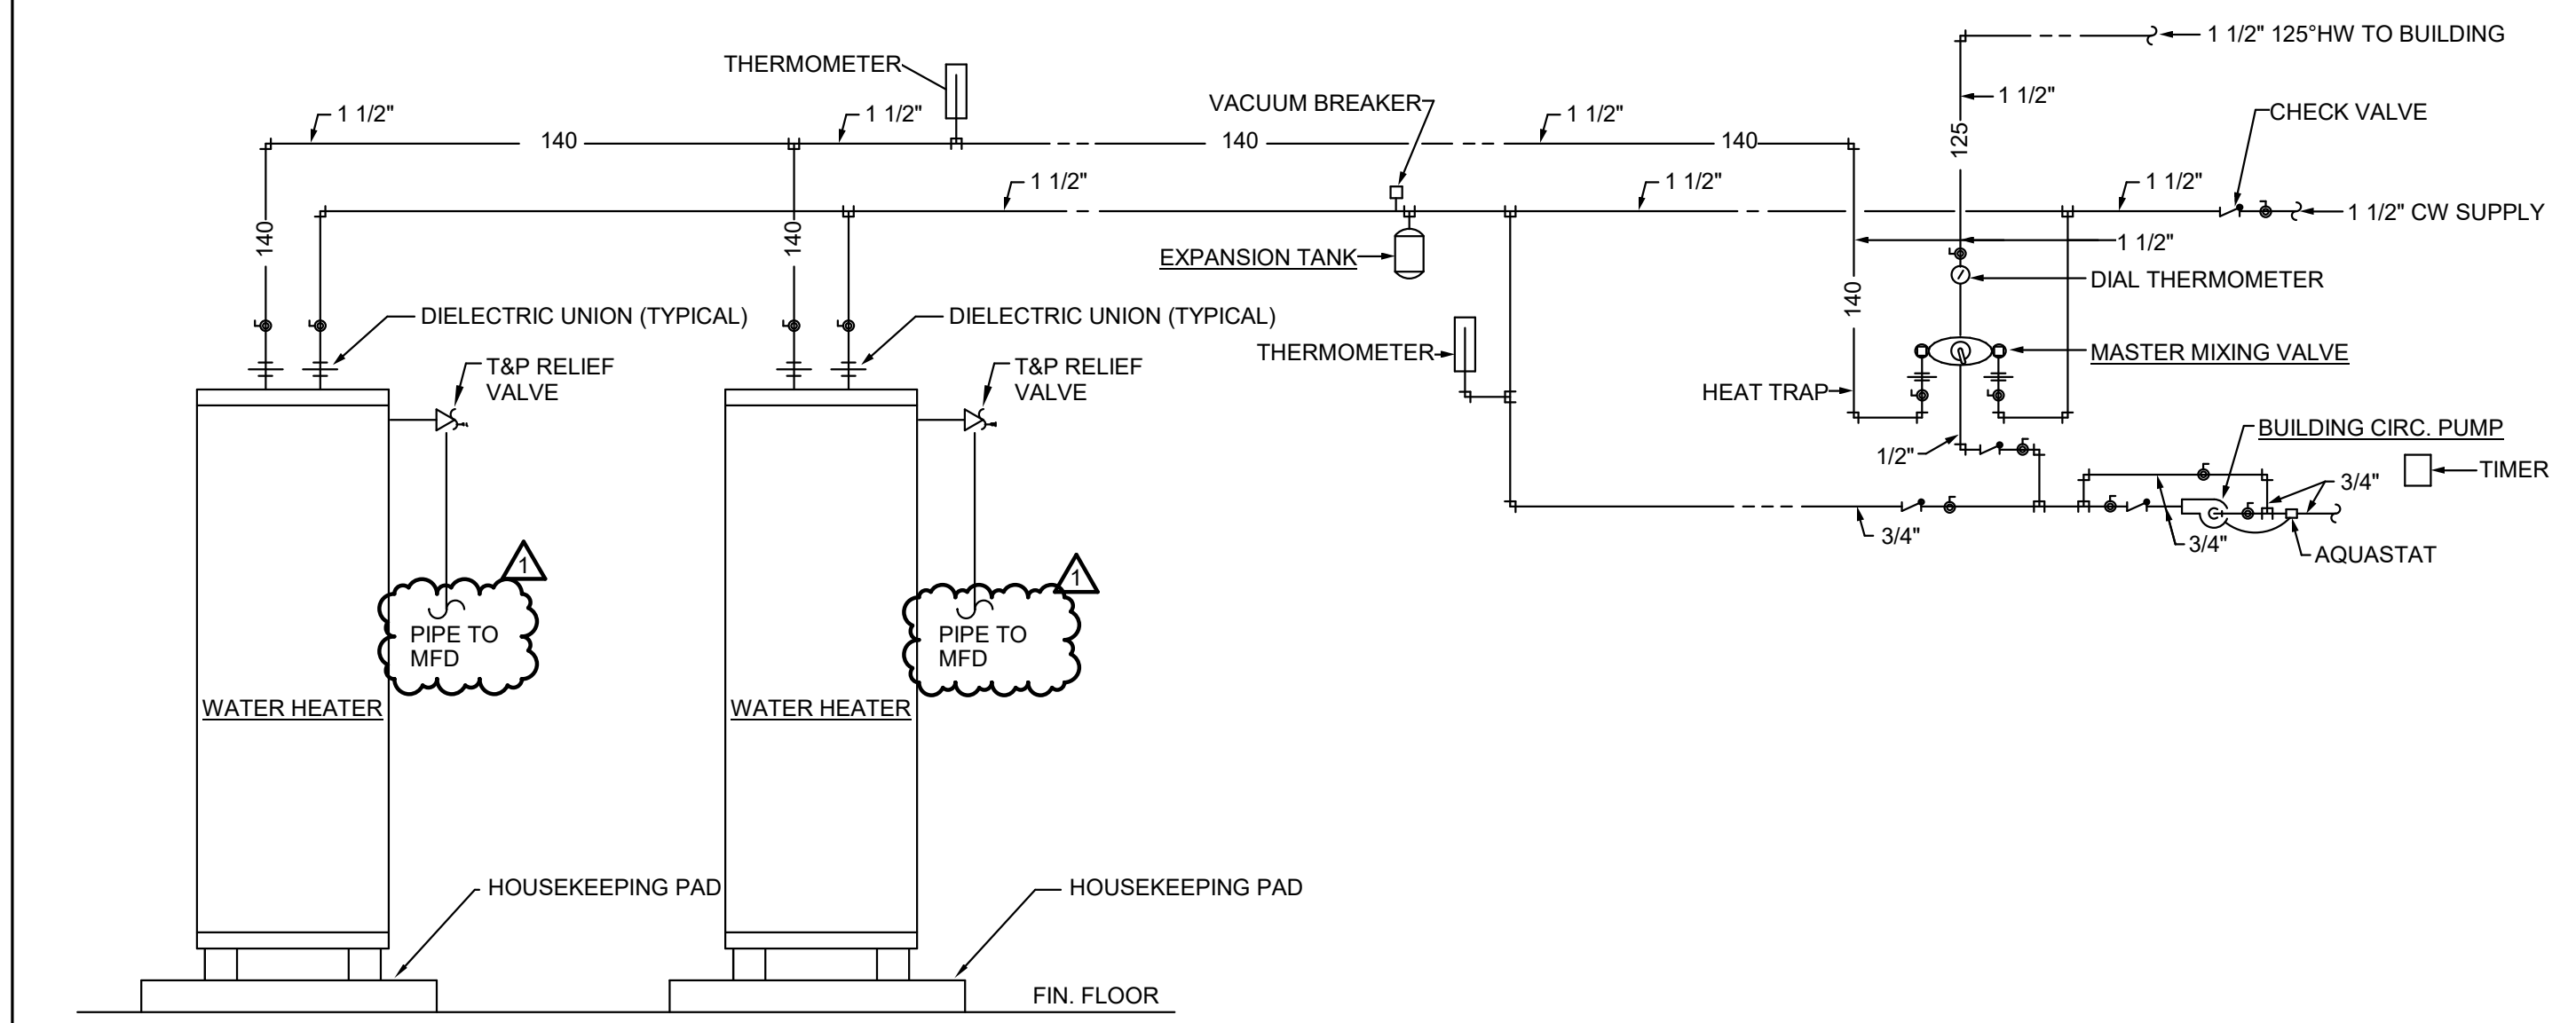 1 1/2" 125°HW TO BUILDING
THERMOMETER
1 1/2"
1 1/2"
VACUUM BREAKER
1 1/2"
1 1/2"
CHECK VALVE
140
140
140
125
1 1/2"
1 1/2"
1 1/2"
1 1/2" CW SUPPLY
140
140
EXPANSION TANK
1 1/2"
DIAL THERMOMETER
140
DIELECTRIC UNION (TYPICAL)
DIELECTRIC UNION (TYPICAL)
THERMOMETER
MASTER MIXING VALVE
T&P RELIEF
VALVE
T&P RELIEF
VALVE
HEAT TRAP
BUILDING CIRC. PUMP
1/2"
TIMER
3/4"
3/4"
3/4"
AQUASTAT
1
1
PIPE TO
MFD
PIPE TO
MFD
WATER HEATER
WATER HEATER
HOUSEKEEPING PAD
HOUSEKEEPING PAD
FIN. FLOOR